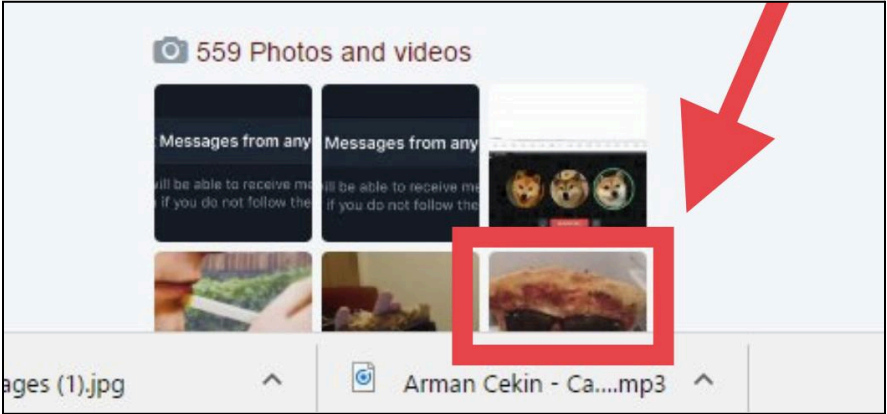 559 Photos and videos
Messages from any
Messages from any
will be able to receive me
ill be able to receive me
if you do not follow the
if you do not follow the
ages (1).jpg
Arman Cekin - Ca....mp3